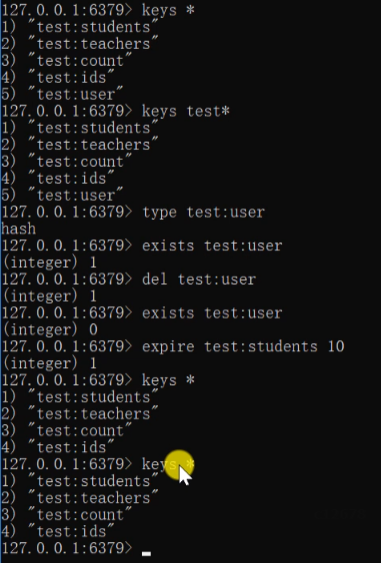 127.0.0.1:6379> keys *
1) "test:students"
2) "test:teachers"
3) "test:count"
4) "test:ids"
5) "test:user"
127.0.0.1:6379> keys test*
1) "test:students"
2) "test:teachers"
3) "test:count"
4) "test:ids"
5) "test:user"
127.0.0.1:6379> type test:user
hash
127.0.0.1:6379> exists test:user
(integer) 1
127.0.0.1:6379> del test:user
(integer) 1
127.0.0.1:6379> exists test:user
(integer) 0
127.0.0.1:6379> expire test:students 10
(integer) 1
127.0.0.1:6379> keys *
1) "test:students"
2) "test:teachers"
3) "test:count"
4) "test:ids"
127.0.0.1:6379> keys *
1) "test:students"
2) "test:teachers"
3) "test:count"
4) "test:ids"
127.0.0.1:6379>